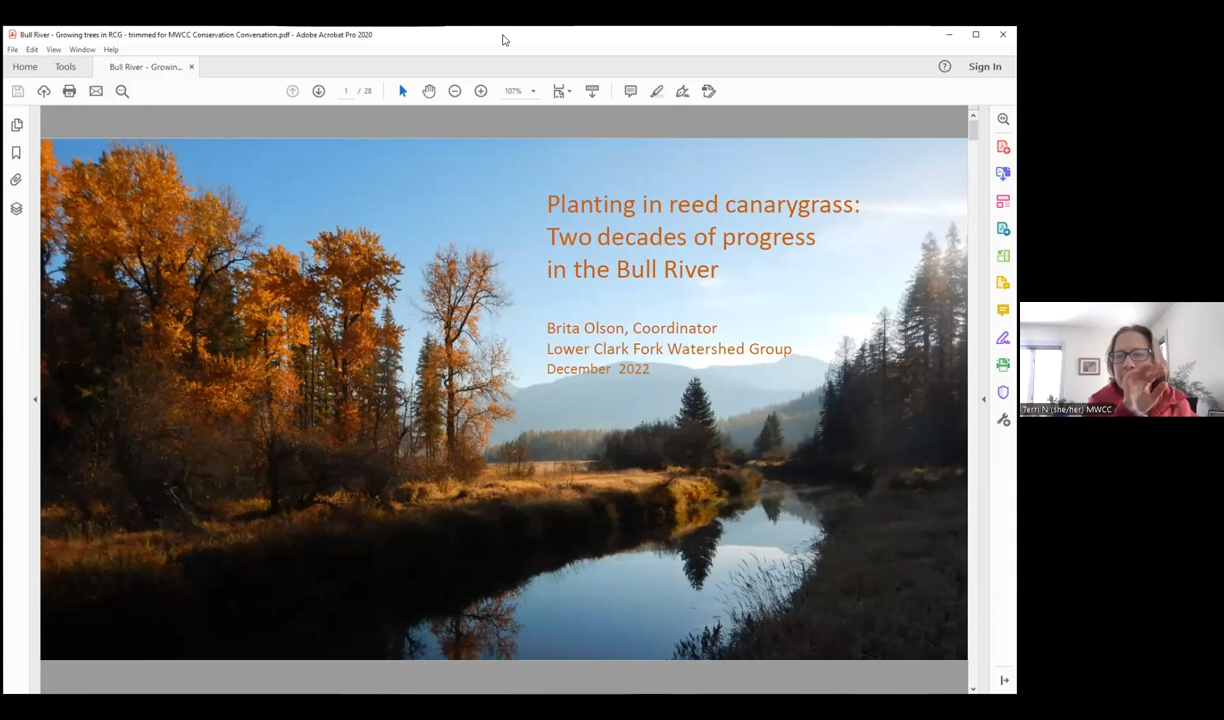 Bull River - Growing trees in RCG - trimmed for MWCC Conservation Conversation.pdf - Adobe Acrobat Pro 2020
File Edit View Window Help
Home Tools Bull River - Growin... × Sign In
1 / 28 107%
Planting in reed canarygrass:
Two decades of progress
in the Bull River
Brita Olson, Coordinator
Lower Clark Fork Watershed Group
December 2022
Terri N (she/her) MWCC